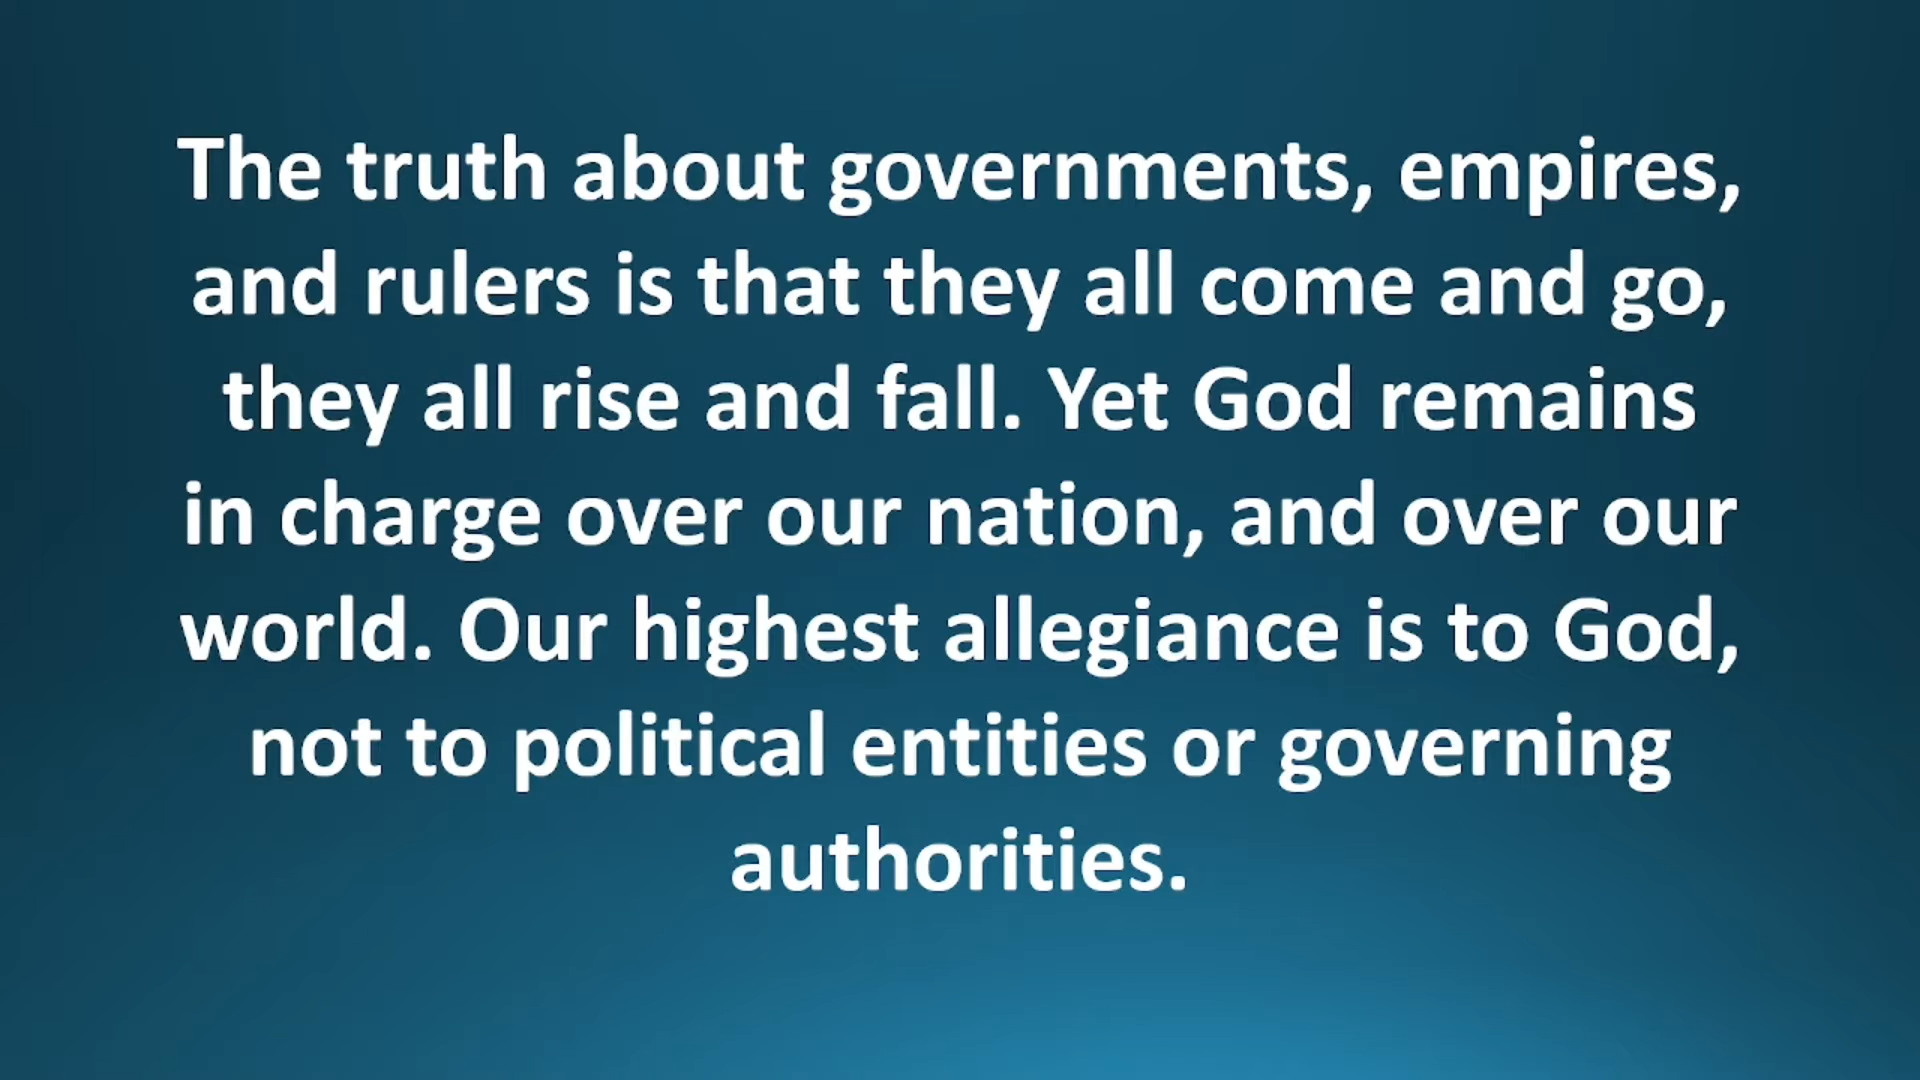 The truth about governments, empires,
and rulers is that they all come and go,
they all rise and fall. Yet God remains
in charge over our nation, and over our
world. Our highest allegiance is to God,
not to political entities or governing
authorities.